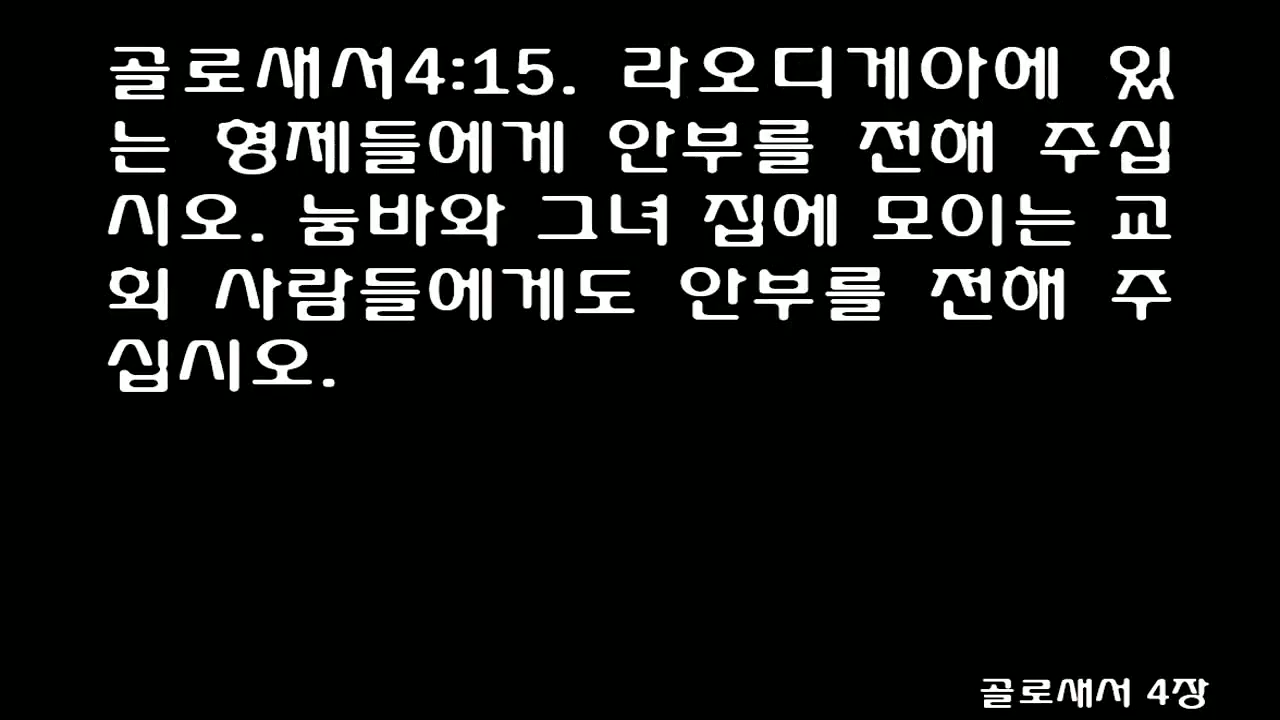 골로새서4:15. 라오디게아에 있
는 형제들에게 안부를 전해 주십
시오. 눔바와 그녀 집에 모이는 교
회 사람들에게도 안부를 전해 주
십시오.
골로새서 4장